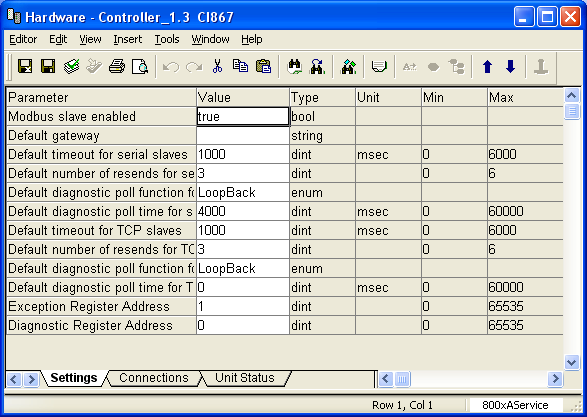 Hardware - Controller_1.3 CI867
Editor Edit View Insert Tools Window Help
Parameter Value Type Unit Min Max
Modbus slave enabled true bool
Default gateway string
Default timeout for serial slaves 1000 dint msec 0 6000
Default number of resends for se 3 dint 0 6
Default diagnostic poll function fo LoopBack enum
Default diagnostic poll time for s 4000 dint msec 0 60000
Default timeout for TCP slaves 1000 dint msec 0 6000
Default number of resends for TC 3 dint 0 6
Default diagnostic poll function fo LoopBack enum
Default diagnostic poll time for T 0 dint msec 0 60000
Exception Register Address 1 dint 0 65535
Diagnostic Register Address 0 dint 0 65535
Settings Connections Unit Status
Row 1, Col 1 800xAService